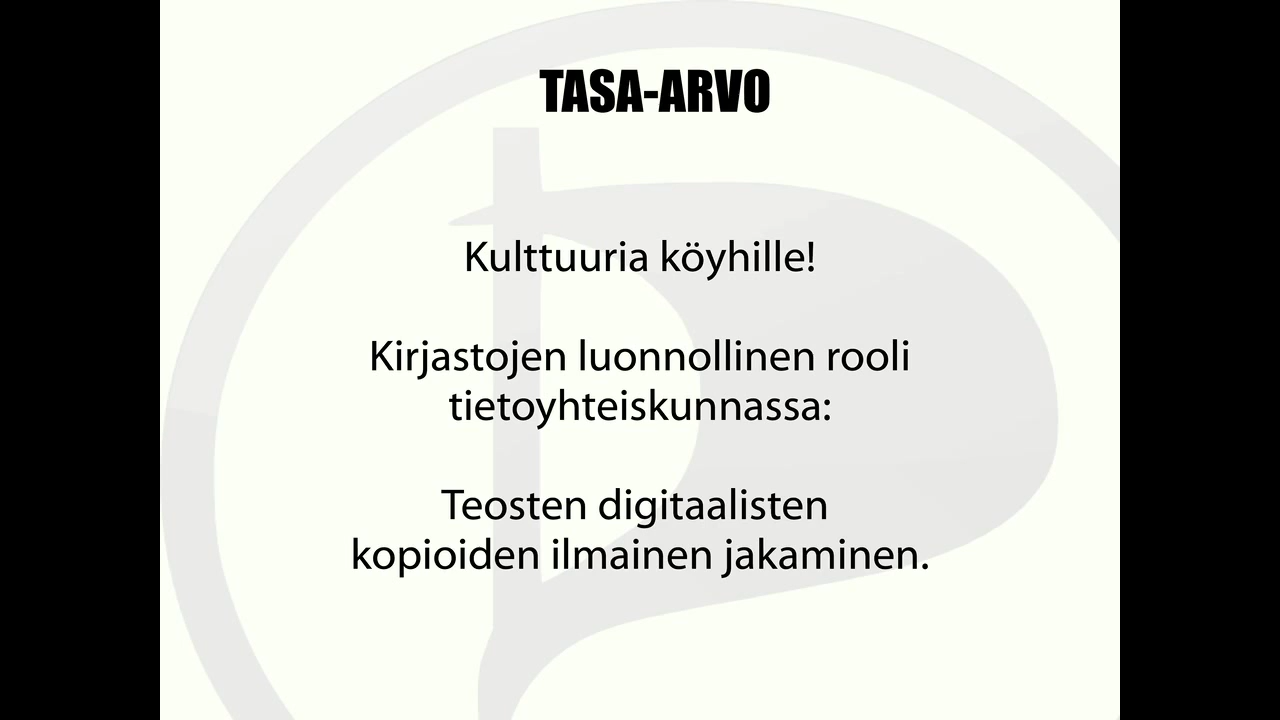 TASA-ARVO
Kulttuuria köyhille!
Kirjastojen luonnollinen rooli
tietoyhteiskunnassa:
Teosten digitaalisten
kopioiden ilmainen jakaminen.